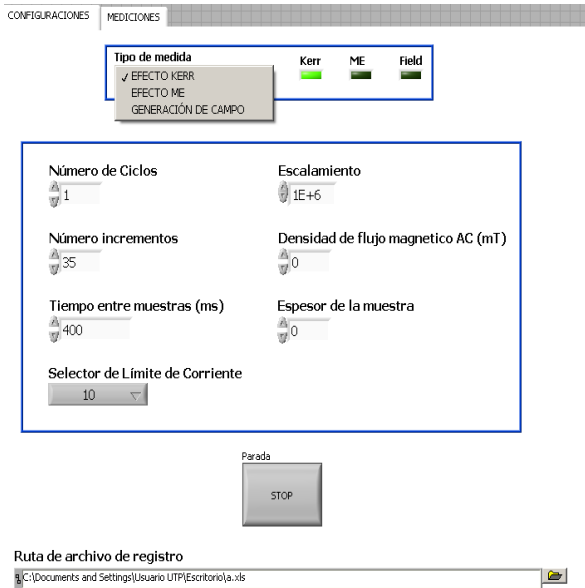 CONFIGURACIONES MEDICIONES
Tipo de medida Kerr ME Field
✓ EFECTO KERR
EFECTO ME
GENERACIÓN DE CAMPO
Número de Ciclos Escalamiento
1 1E+6
Número incrementos Densidad de flujo magnetico AC (mT)
35 0
Tiempo entre muestras (ms) Espesor de la muestra
400 0
Selector de Límite de Corriente
10
Parada
STOP
Ruta de archivo de registro
C:\Documents and Settings\Usuario UTP\Escritorio\a.xls